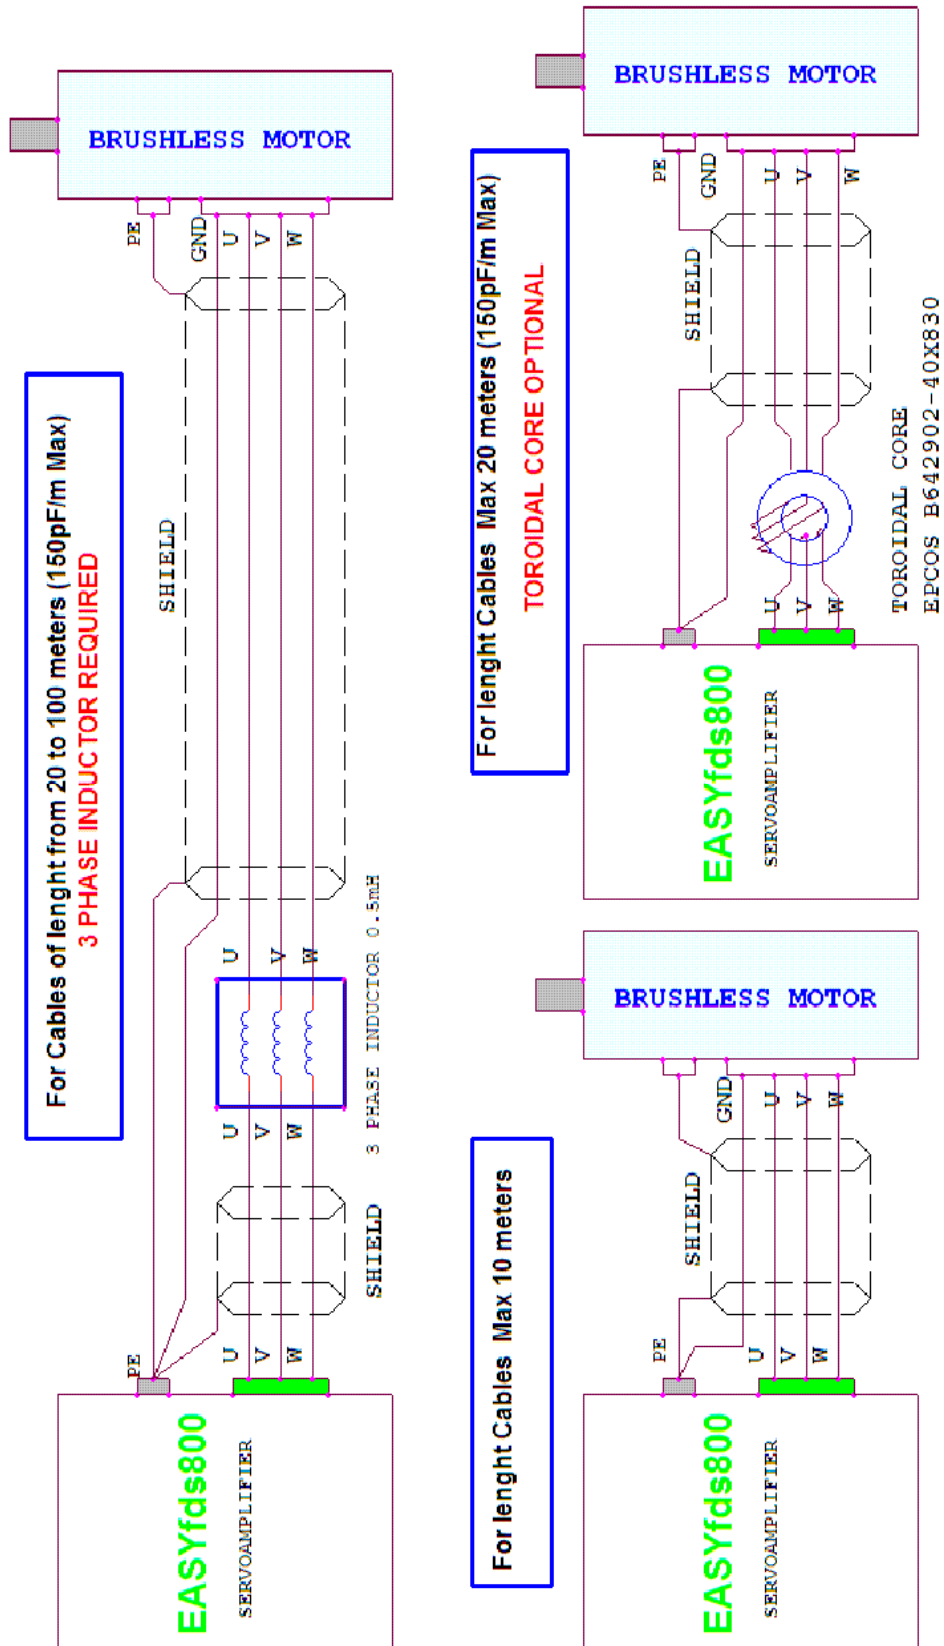 For Cables of lenght from 20 to 100 meters (150pF/m Max)
3 PHASE INDUCTOR REQUIRED
BRUSHLESS MOTOR
PE
GND
U
V
W
SHIELD
U
V
W
3 PHASE INDUCTOR 0.5mH
U
V
W
SHIELD
PE
U
V
W
EASYfds800
SERVOAMPLIFIER
For lenght Cables Max 20 meters (150pF/m Max)
TOROIDAL CORE OPTIONAL
BRUSHLESS MOTOR
PE
GND
U
V
W
SHIELD
TOROIDAL CORE
EPCOS B642902-40X830
U
V
W
EASYfds800
SERVOAMPLIFIER
For lenght Cables Max 10 meters
BRUSHLESS MOTOR
GND
U
V
W
SHIELD
PE
U
V
W
EASYfds800
SERVOAMPLIFIER